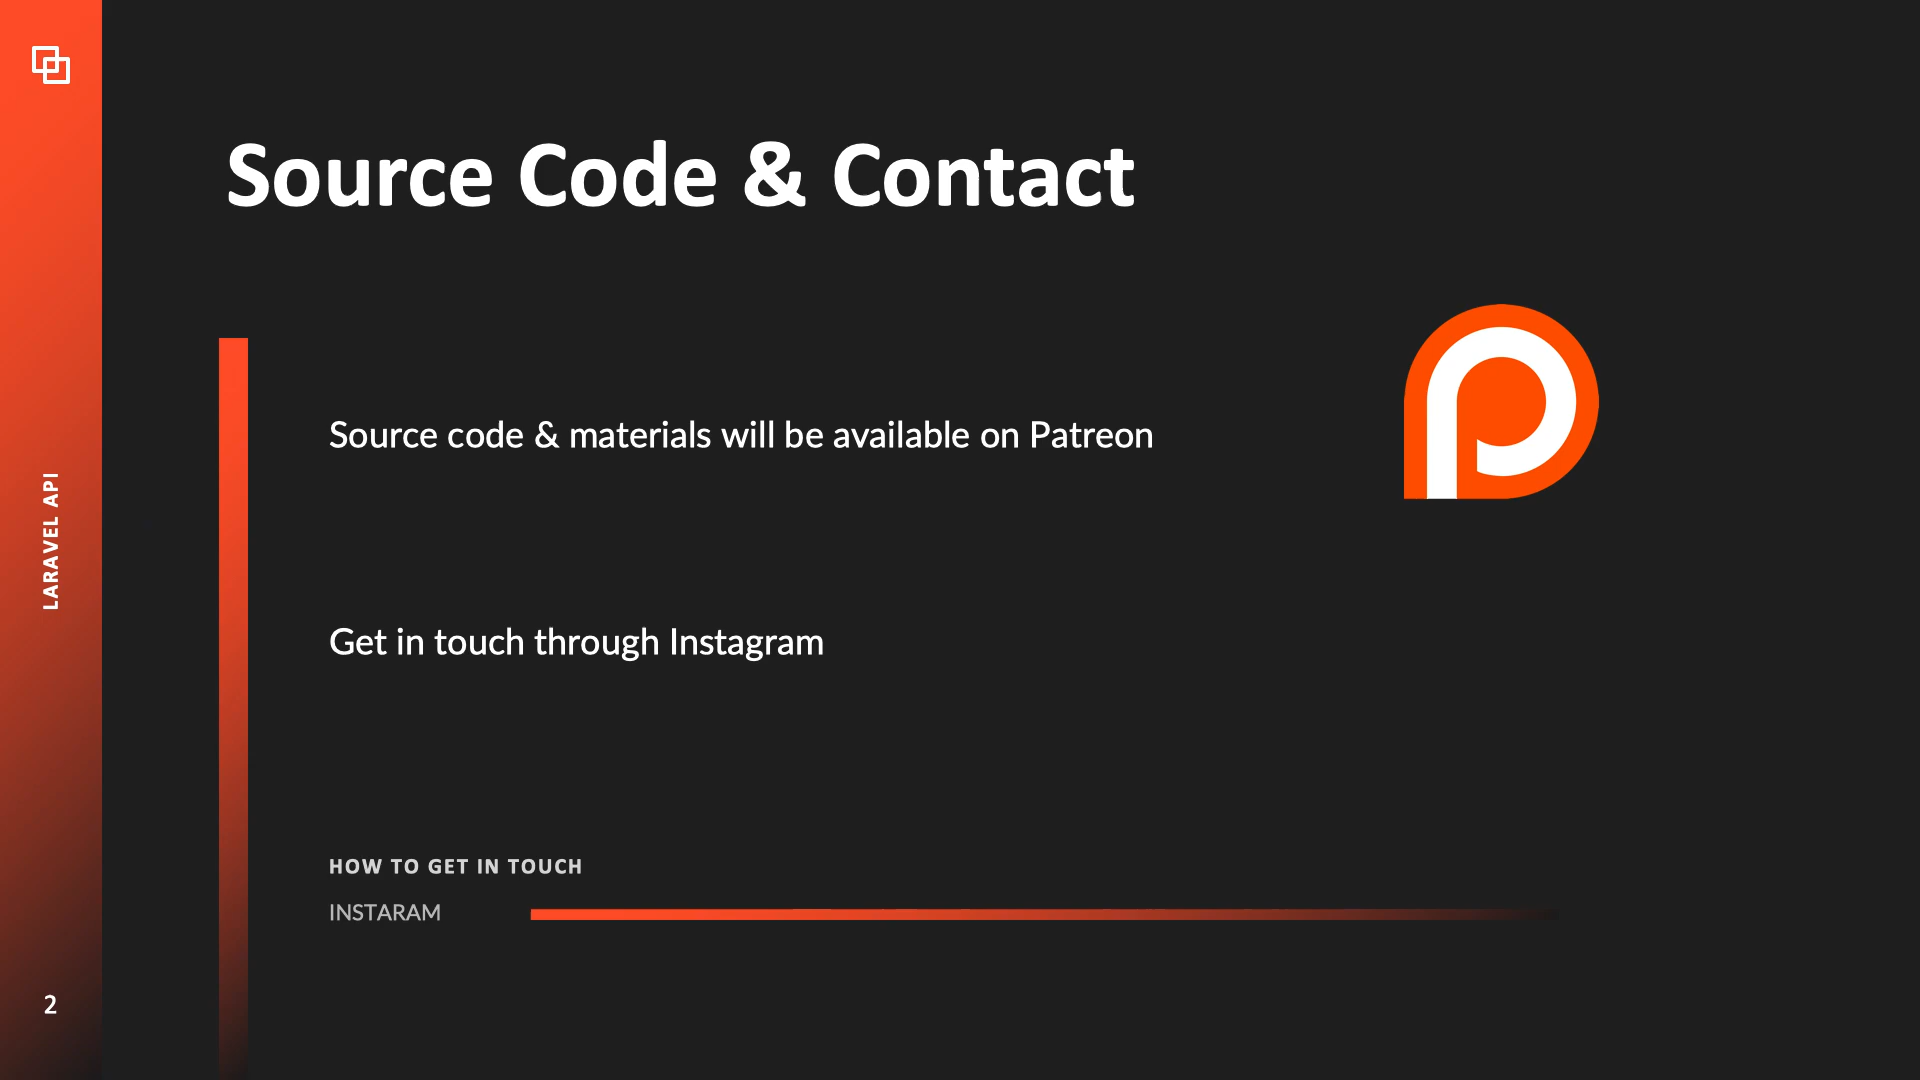 Source Code & Contact
Source code & materials will be available on Patreon
Get in touch through Instagram
HOW TO GET IN TOUCH
INSTARAM
LARAVEL API
2